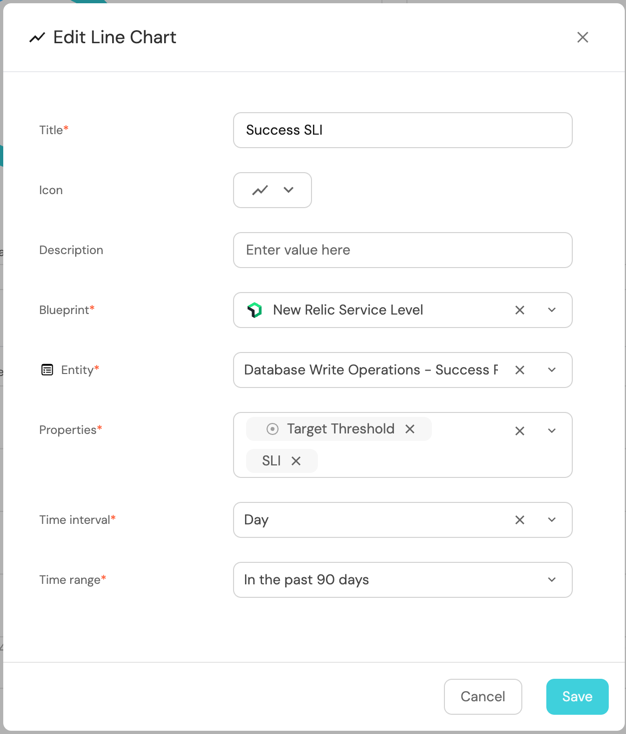 Edit Line Chart
Title*
Success SLI
Icon
Description
Enter value here
Blueprint*
New Relic Service Level
Entity*
Database Write Operations - Success
Properties*
Target Threshold
SLI
Time interval*
Day
Time range*
In the past 90 days
Cancel
Save